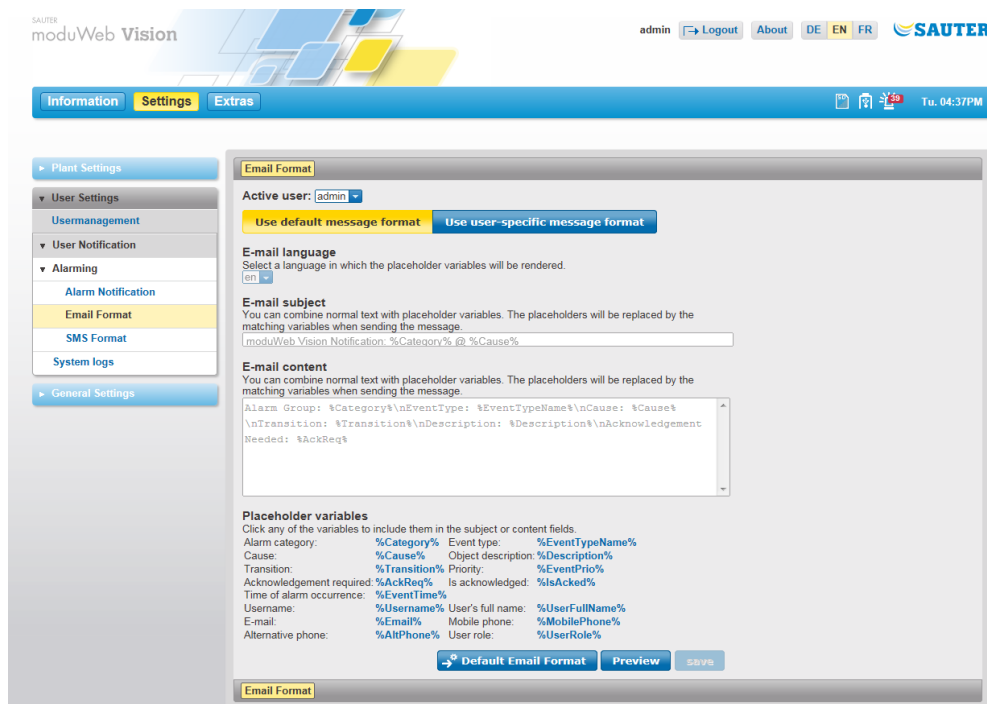 SAUTER
moduWeb Vision
admin Logout About DE EN FR SAUTER
Information Settings Extras 39 Tu. 04:37PM
Plant Settings
User Settings
Usermanagement
User Notification
Alarming
Alarm Notification
Email Format
SMS Format
System logs
General Settings
Email Format
Active user: admin
Use default message format Use user-specific message format
E-mail language
Select a language in which the placeholder variables will be rendered.
en
E-mail subject
You can combine normal text with placeholder variables. The placeholders will be replaced by the
matching variables when sending the message.
moduWeb Vision Notification: %Category% @ %Cause%
E-mail content
You can combine normal text with placeholder variables. The placeholders will be replaced by the
matching variables when sending the message.
Alarm Group: %Category%\nEventType: %EventTypeName%\nCause: %Cause%
\nTransition: %Transition%\nDescription: %Description%\nAcknowledgement
Needed: %AckReq%
Placeholder variables
Click any of the variables to include them in the subject or content fields.
Alarm category: %Category% Event type: %EventTypeName%
Cause: %Cause% Object description: %Description%
Transition: %Transition% Priority: %EventPrio%
Acknowledgement required: %AckReq% Is acknowledged: %IsAcked%
Time of alarm occurrence: %EventTime%
Username: %Username% User's full name: %UserFullName%
E-mail: %Email% Mobile phone: %MobilePhone%
Alternative phone: %AltPhone% User role: %UserRole%
Default Email Format Preview save
Email Format